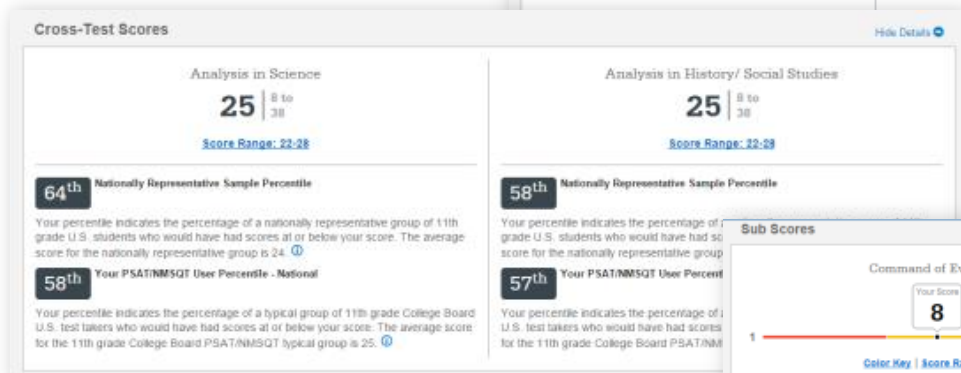 Cross-Test Scores
Hide Details
Analysis in Science
25 8 to 38
Score Range: 22-28
64th Nationally Representative Sample Percentile
Your percentile indicates the percentage of a nationally representative group of 11th
grade U.S. students who would have had scores at or below your score. The average
score for the nationally representative group is 24.
58th Your PSAT/NMSQT User Percentile - National
Your percentile indicates the percentage of a typical group of 11th grade College Board
U.S. test takers who would have had scores at or below your score. The average score
for the 11th grade College Board PSAT/NMSQT typical group is 25.
Analysis in History/ Social Studies
25 8 to 38
Score Range: 22-28
58th Nationally Representative Sample Percentile
Your percentile indicates the percentage of
grade U.S. students who would have had
score for the nationally representative group
57th Your PSAT/NMSQT User
Your percentile indicates the percentage of
U.S. test takers who would have had scores
for the 11th grade College Board
Sub Scores
Command of
Your Score
8
1
Color Key | Score